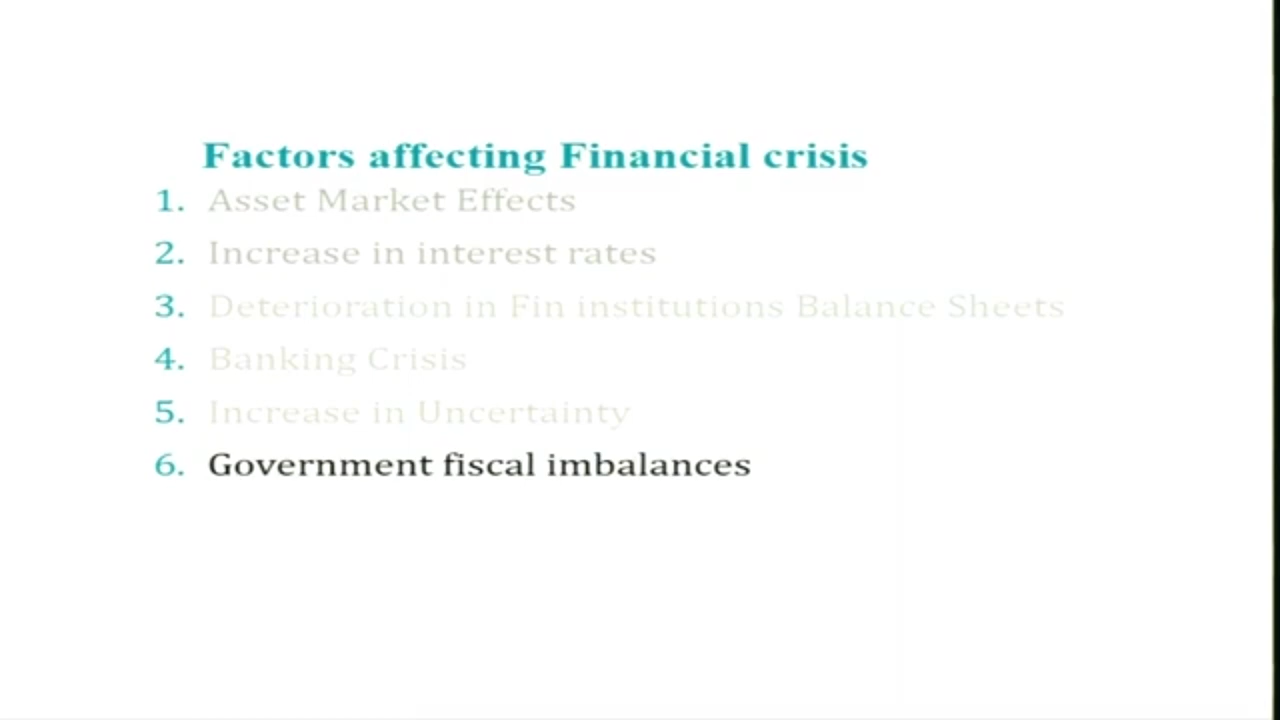 Factors affecting Financial crisis
1. Asset Market Effects
2. Increase in interest rates
3. Deterioration in Fin institutions Balance Sheets
4. Banking Crisis
5. Increase in Uncertainty
6. Government fiscal imbalances